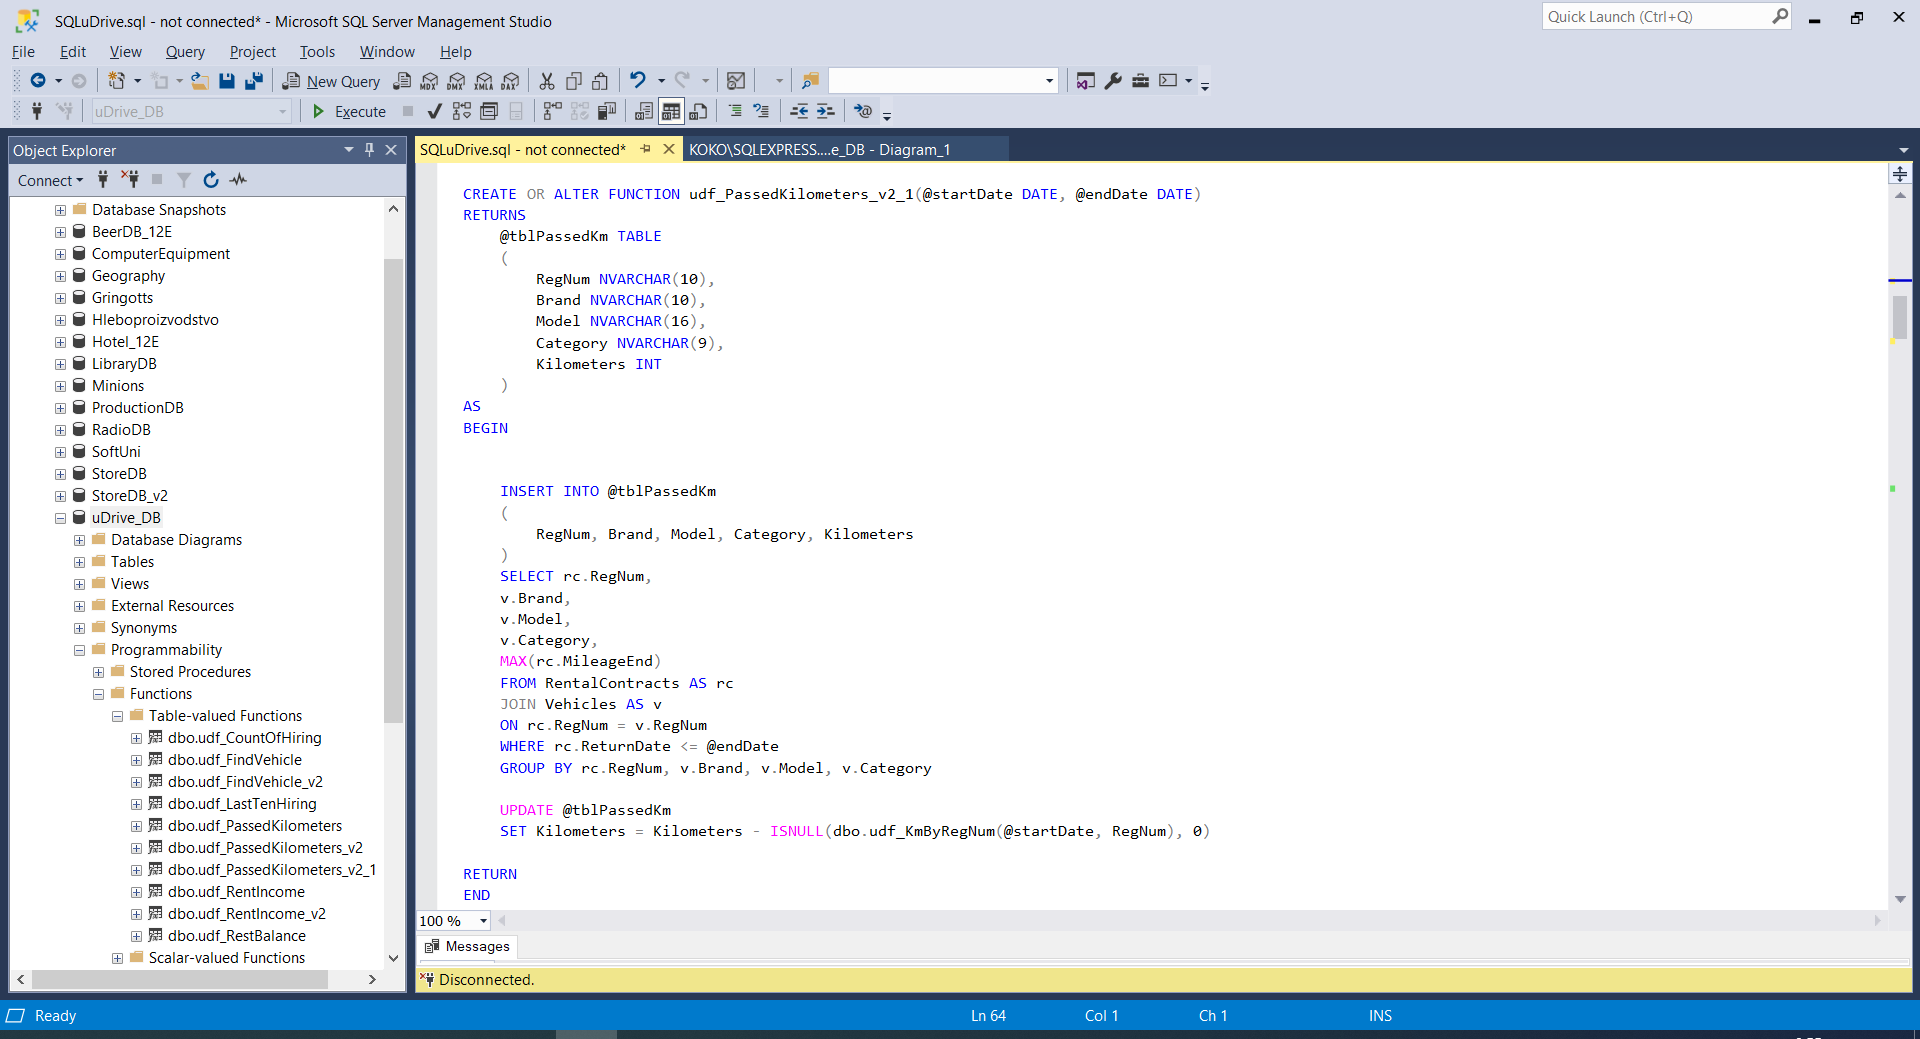 SQLuDrive.sql - not connected* - Microsoft SQL Server Management Studio
Quick Launch (Ctrl+Q)
File Edit View Query Project Tools Window Help
New Query MDX DMX XMLA DAX
uDrive_DB Execute
Object Explorer
Connect
Database Snapshots
BeerDB_12E
ComputerEquipment
Geography
Gringotts
Hleboproizvodstvo
Hotel_12E
LibraryDB
Minions
ProductionDB
RadioDB
SoftUni
StoreDB
StoreDB_v2
uDrive_DB
Database Diagrams
Tables
Views
External Resources
Synonyms
Programmability
Stored Procedures
Functions
Table-valued Functions
dbo.udf_CountOfHiring
dbo.udf_FindVehicle
dbo.udf_FindVehicle_v2
dbo.udf_LastTenHiring
dbo.udf_PassedKilometers
dbo.udf_PassedKilometers_v2
dbo.udf_PassedKilometers_v2_1
dbo.udf_RentIncome
dbo.udf_RentIncome_v2
dbo.udf_RestBalance
Scalar-valued Functions
SQLuDrive.sql - not connected* KOKO\SQLEXPRESS....e_DB - Diagram_1
CREATE OR ALTER FUNCTION udf_PassedKilometers_v2_1(@startDate DATE, @endDate DATE)
RETURNS
@tblPassedKm TABLE
(
RegNum NVARCHAR(10),
Brand NVARCHAR(10),
Model NVARCHAR(16),
Category NVARCHAR(9),
Kilometers INT
)
AS
BEGIN
INSERT INTO @tblPassedKm
(
RegNum, Brand, Model, Category, Kilometers
)
SELECT rc.RegNum,
v.Brand,
v.Model,
v.Category,
MAX(rc.MileageEnd)
FROM RentalContracts AS rc
JOIN Vehicles AS v
ON rc.RegNum = v.RegNum
WHERE rc.ReturnDate <= @endDate
GROUP BY rc.RegNum, v.Brand, v.Model, v.Category
UPDATE @tblPassedKm
SET Kilometers = Kilometers - ISNULL(dbo.udf_KmByRegNum(@startDate, RegNum), 0)
RETURN
END
100 %
Messages
Disconnected.
Ready Ln 64 Col 1 Ch 1 INS